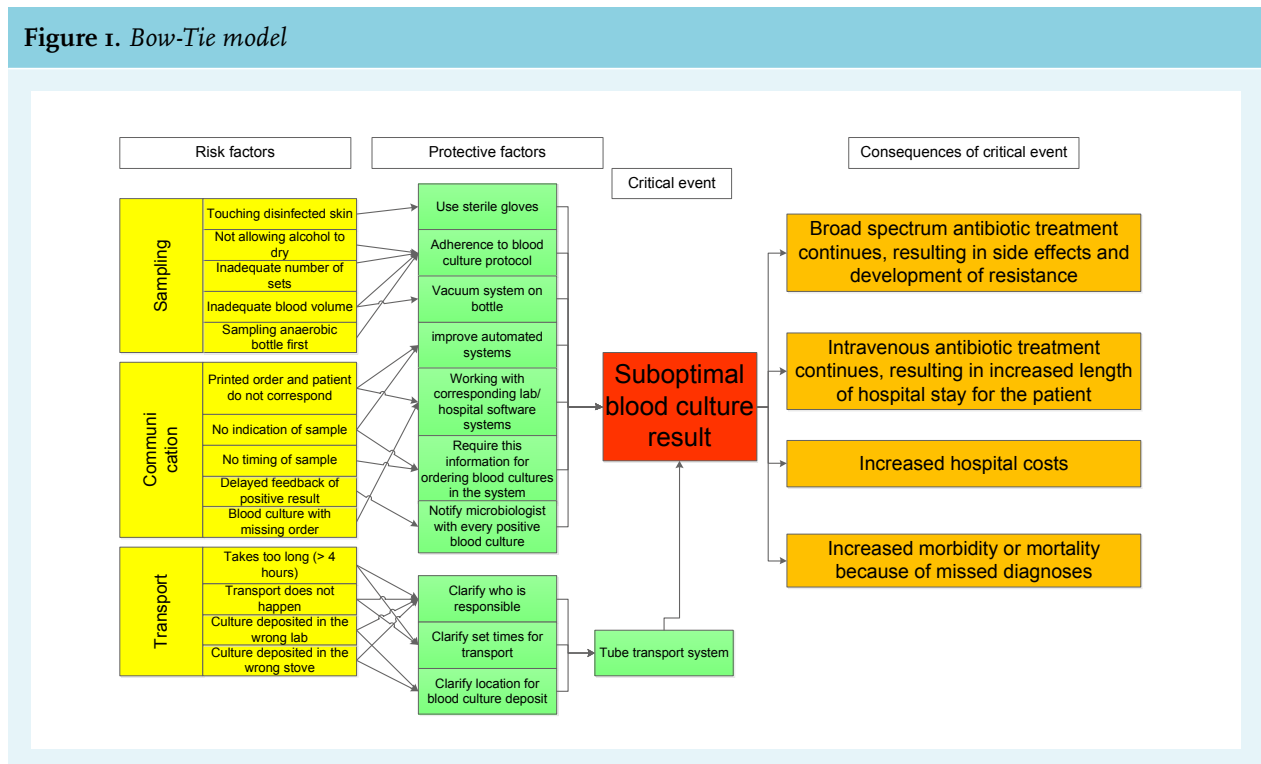 Figure 1. Bow-Tie model
Risk factors
Protective factors
Critical event
Consequences of critical event
Sampling
Touching disinfected skin
Not allowing alcohol to
dry
Inadequate number of
sets
Inadequate blood volume
Sampling anaerobic
bottle first
Communi
cation
Printed order and patient
do not correspond
No indication of sample
No timing of sample
Delayed feedback of
positive result
Blood culture with
missing order
Transport
Takes too long (> 4
hours)
Transport does not
happen
Culture deposited in the
wrong lab
Culture deposited in the
wrong stove
Use sterile gloves
Adherence to blood
culture protocol
Vacuum system on
bottle
improve automated
systems
Working with
corresponding lab/
hospital software
systems
Require this
information for
ordering blood cultures
in the system
Notify microbiologist
with every positive
blood culture
Clarify who is
responsible
Clarify set times for
transport
Clarify location for
blood culture deposit
Tube transport system
Suboptimal
blood culture
result
Broad spectrum antibiotic treatment
continues, resulting in side effects and
development of resistance
Intravenous antibiotic treatment
continues, resulting in increased length
of hospital stay for the patient
Increased hospital costs
Increased morbidity or mortality
because of missed diagnoses